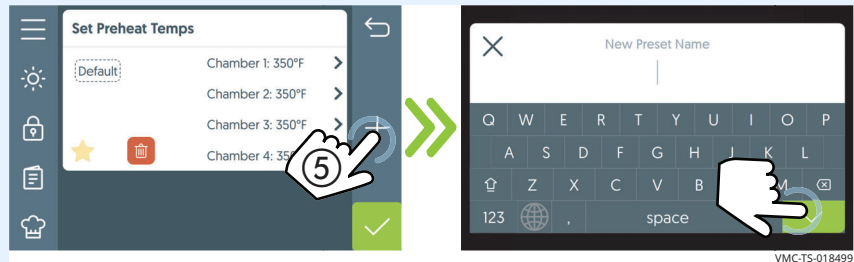 Set Preheat Temps
Default
Chamber 1: 350°F
Chamber 2: 350°F
Chamber 3: 350°F
Chamber 4: 35
5
New Preset Name
Q W E R T Y U I O P
A S D F G H J K L
Z X C V B M
123 , space
VMC-TS-018499